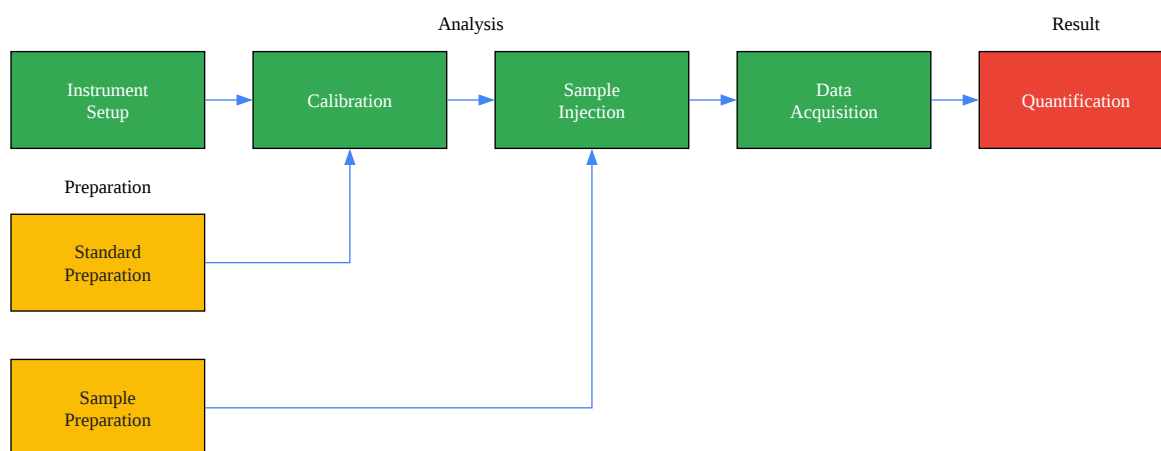 Analysis
Result
Instrument
Setup
Calibration
Sample
Injection
Data
Acquisition
Quantification
Preparation
Standard
Preparation
Sample
Preparation